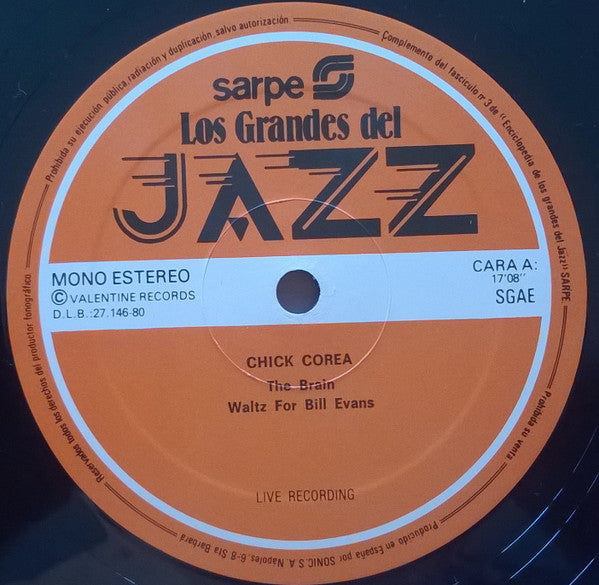 Prohibida su ejecución pública, radiación y duplicación, salvo autorización.
Complemento del fascículo nº 3 de "Enciclopedia de los grandes del Jazz" SARPE
sarpe
Los Grandes del
JAZZ
MONO ESTEREO
© VALENTINE RECORDS
D.L.B.:27.146-80
CARA A:
17'08"
SGAE
CHICK COREA
The Brain
Waltz For Bill Evans
LIVE RECORDING
Reservados todos los derechos del productor fonográfico
Prohibida su venta
Producido en España por SONIC, S.A. Napoles, 6-8 - Sta Barbará